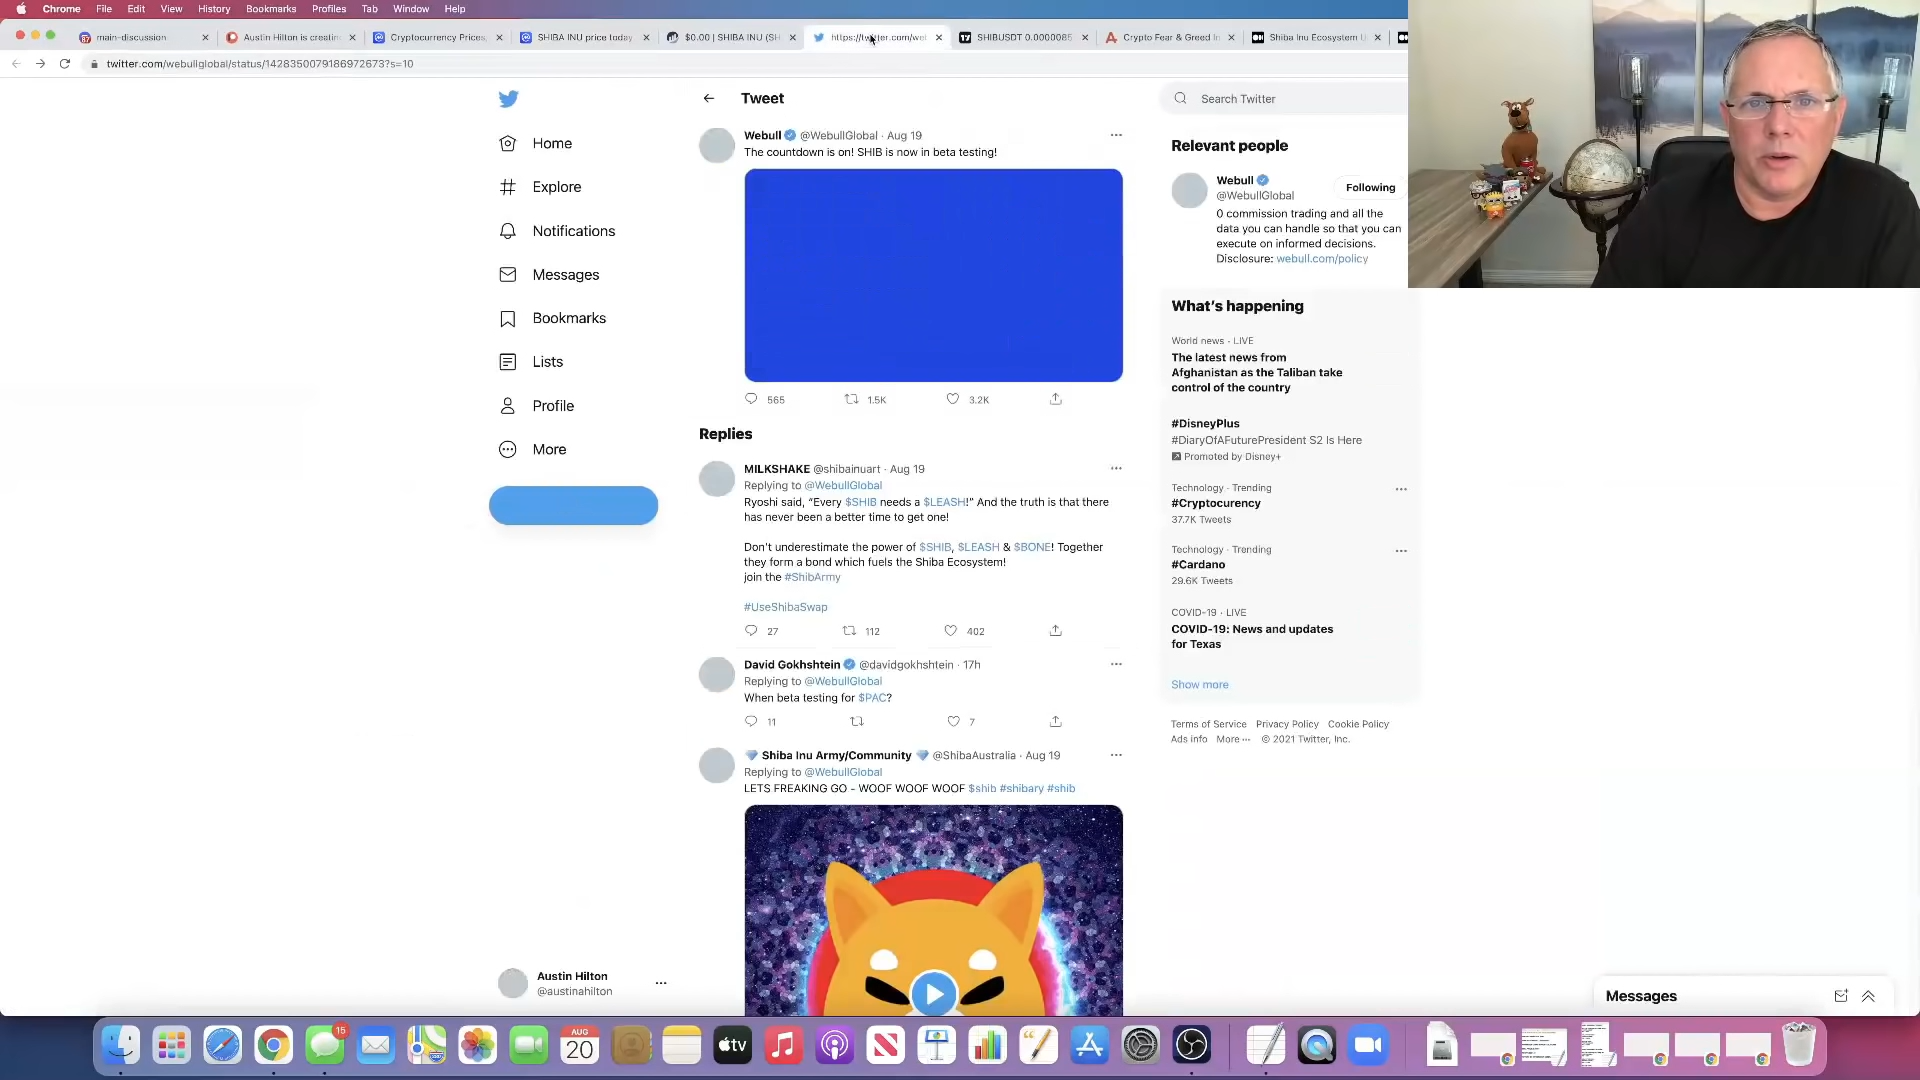 Chrome File Edit View History Bookmarks Profiles Tab Window Help
main-discussion
Austin Hilton is creatin
Cryptocurrency Prices,
SHIBA INU price today
$0.00 | SHIBA INU (SH
https://twitter.com/wel
SHIBUSDT 0.0000085
Crypto Fear & Greed In
Shiba Inu Ecosystem U
twitter.com/webullglobal/status/1428350079186972673?s=10
Home
Explore
Notifications
Messages
Bookmarks
Lists
Profile
More
Austin Hilton
@austinahilton
Tweet
Webull @WebullGlobal · Aug 19
The countdown is on! SHIB is now in beta testing!
565 1.5K 3.2K
Replies
MILKSHAKE @shibainuart · Aug 19
Replying to @WebullGlobal
Ryoshi said, “Every $SHIB needs a $LEASH!” And the truth is that there
has never been a better time to get one!
Don't underestimate the power of $SHIB, $LEASH & $BONE! Together
they form a bond which fuels the Shiba Ecosystem!
join the #ShibArmy
#UseShibaSwap
27 112 402
David Gokhshtein @davidgokhshtein · 17h
Replying to @WebullGlobal
When beta testing for $PAC?
11 7
Shiba Inu Army/Community @ShibaAustralia · Aug 19
Replying to @WebullGlobal
LETS FREAKING GO - WOOF WOOF WOOF $shib #shibary #shib
Search Twitter
Relevant people
Webull
@WebullGlobal
Following
0 commission trading and all the
data you can handle so that you can
execute on informed decisions.
Disclosure: webull.com/policy
What's happening
World news · LIVE
The latest news from
Afghanistan as the Taliban take
control of the country
#DisneyPlus
#DiaryOfAFuturePresident S2 Is Here
Promoted by Disney+
Technology · Trending
#Cryptocurency
37.7K Tweets
Technology · Trending
#Cardano
29.6K Tweets
COVID-19 · LIVE
COVID-19: News and updates
for Texas
Show more
Terms of Service Privacy Policy Cookie Policy
Ads info More ··· © 2021 Twitter, Inc.
Messages
15
AUG
20
tv